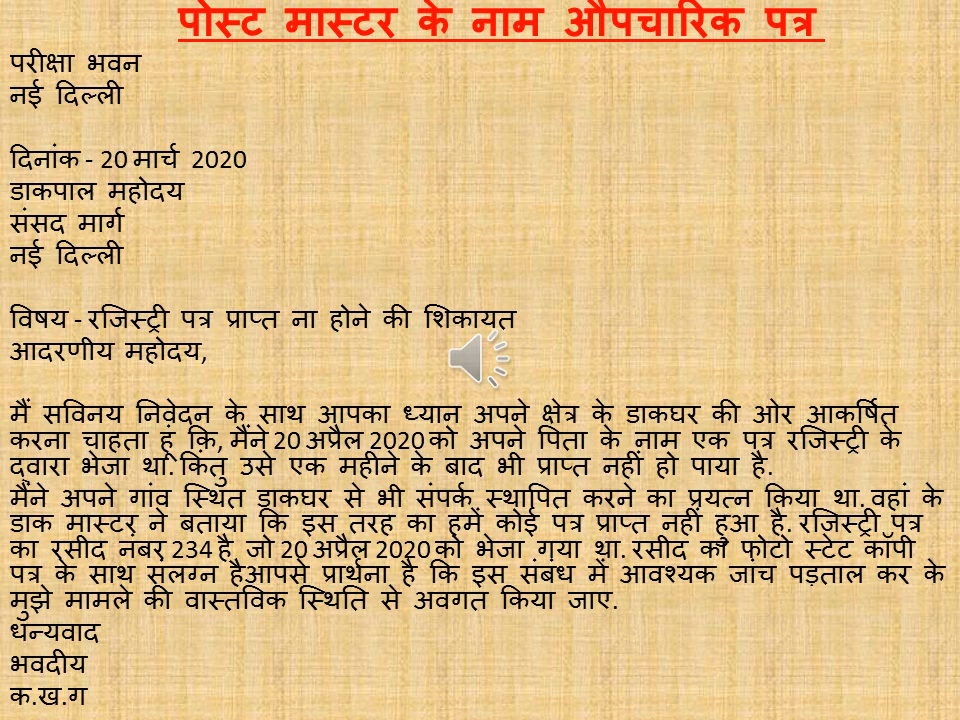 पोस्ट मास्टर के नाम औपचारिक पत्र
परीक्षा भवन
नई दिल्ली
दिनांक - 20 मार्च 2020
डाकपाल महोदय
संसद मार्ग
नई दिल्ली
विषय - रजिस्ट्री पत्र प्राप्त ना होने की शिकायत
आदरणीय महोदय,
मैं सविनय निवेदन के साथ आपका ध्यान अपने क्षेत्र के डाकघर की ओर आकर्षित
करना चाहता हूं कि, मैंने 20 अप्रैल 2020 को अपने पिता के नाम एक पत्र रजिस्ट्री के
द्वारा भेजा था. किंतु उसे एक महीने के बाद भी प्राप्त नहीं हो पाया है.
मैंने अपने गांव स्थित डाकघर से भी संपर्क स्थापित करने का प्रयत्न किया था. वहां के
डाक मास्टर ने बताया कि इस तरह का हमें कोई पत्र प्राप्त नहीं हुआ है. रजिस्ट्री पत्र
का रसीद नंबर 234 है, जो 20 अप्रैल 2020 को भेजा गया था. रसीद की फोटो स्टेट कॉपी
पत्र के साथ संलग्न हैआपसे प्रार्थना है कि इस संबंध में आवश्यक जांच पड़ताल कर के
मुझे मामले की वास्तविक स्थिति से अवगत किया जाए.
धन्यवाद
भवदीय
क.ख.ग